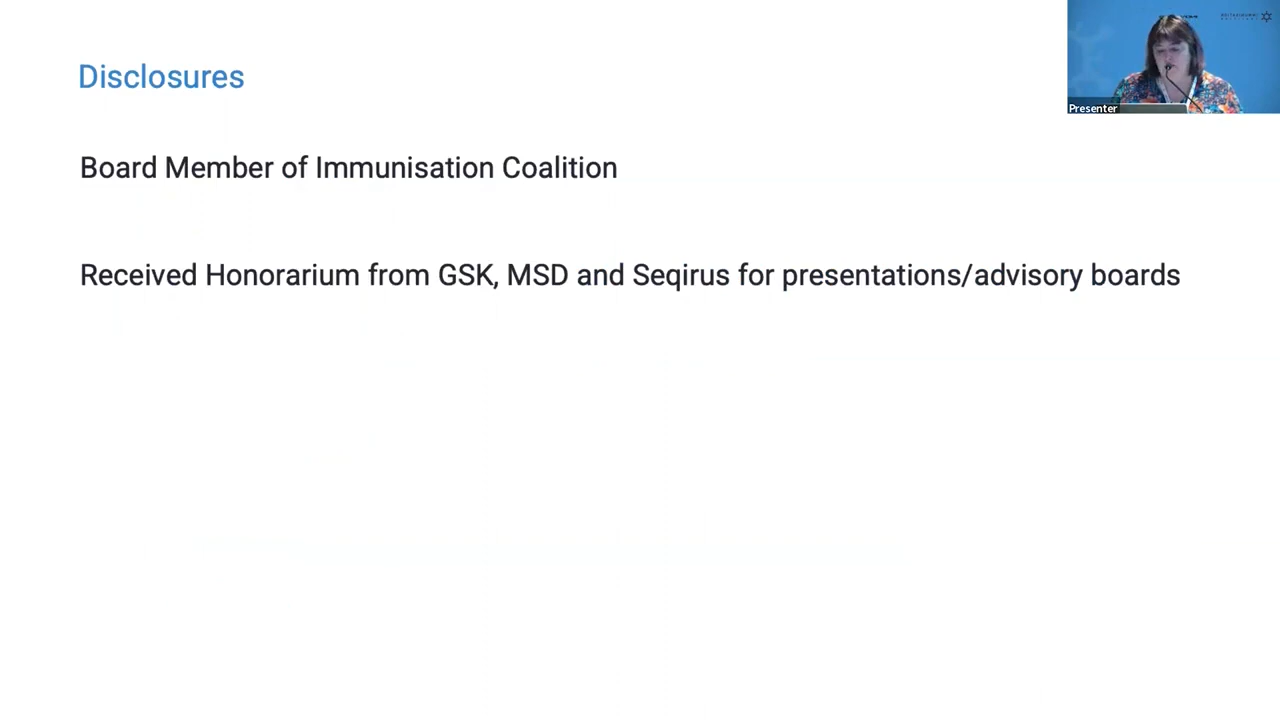 Disclosures
Board Member of Immunisation Coalition
Received Honorarium from GSK, MSD and Seqirus for presentations/advisory boards
Presenter